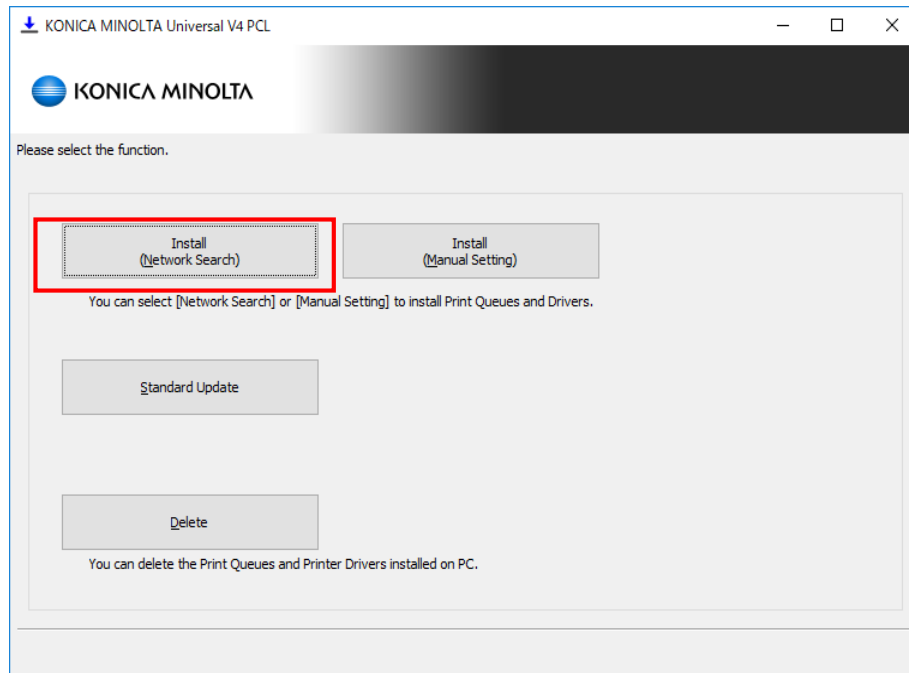 KONICA MINOLTA Universal V4 PCL
KONICA MINOLTA
Please select the function.
Install
(Network Search)
Install
(Manual Setting)
You can select [Network Search] or [Manual Setting] to install Print Queues and Drivers.
Standard Update
Delete
You can delete the Print Queues and Printer Drivers installed on PC.